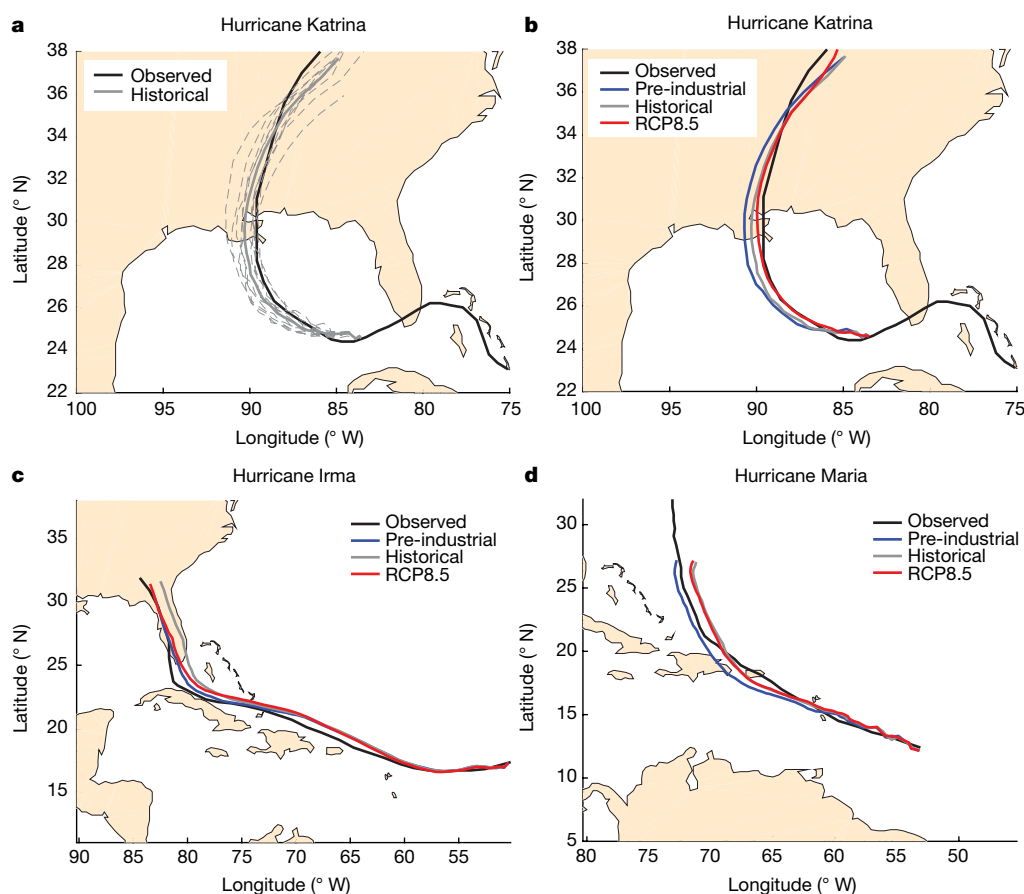 a
Hurricane Katrina
Observed
Historical
38
36
34
32
30
28
26
24
22
100
95
90
85
80
75
Latitude (° N)
Longitude (° W)
b
Hurricane Katrina
Observed
Pre-industrial
Historical
RCP8.5
38
36
34
32
30
28
26
24
22
100
95
90
85
80
75
Latitude (° N)
Longitude (° W)
c
Hurricane Irma
Observed
Pre-industrial
Historical
RCP8.5
35
30
25
20
15
90
85
80
75
70
65
60
55
Latitude (° N)
Longitude (° W)
d
Hurricane Maria
Observed
Pre-industrial
Historical
RCP8.5
30
25
20
15
10
5
80
75
70
65
60
55
50
Latitude (° N)
Longitude (° W)